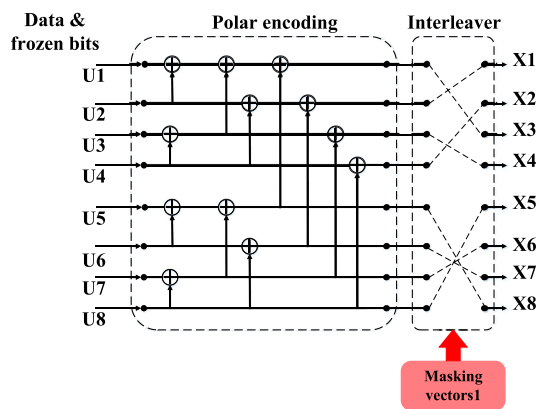 Data &
frozen bits
Polar encoding
Interleaver
U1
U2
U3
U4
U5
U6
U7
U8
X1
X2
X3
X4
X5
X6
X7
X8
Masking
vectors1